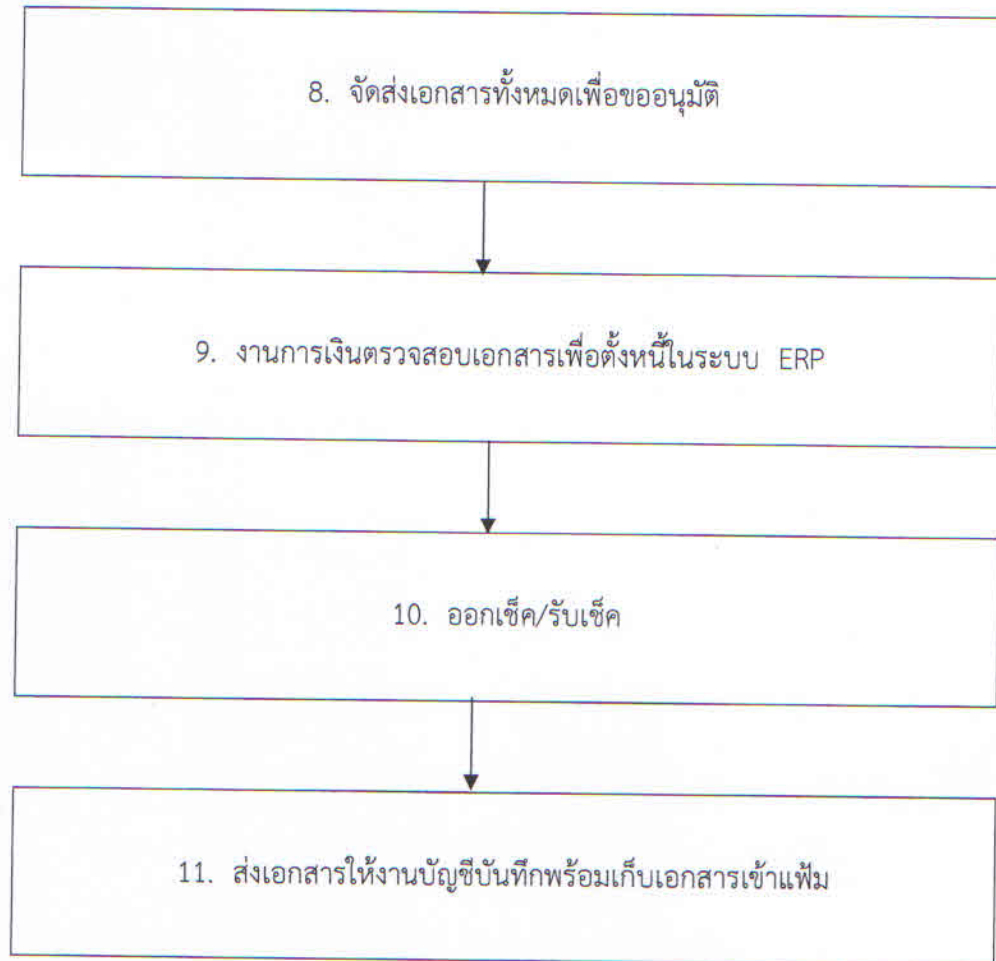 8. จัดส่งเอกสารทั้งหมดเพื่อขออนุมัติ
9. งานการเงินตรวจสอบเอกสารเพื่อตั้งหนี้ในระบบ ERP
10. ออกเช็ค/รับเช็ค
11. ส่งเอกสารให้งานบัญชีบันทึกพร้อมเก็บเอกสารเข้าแฟ้ม